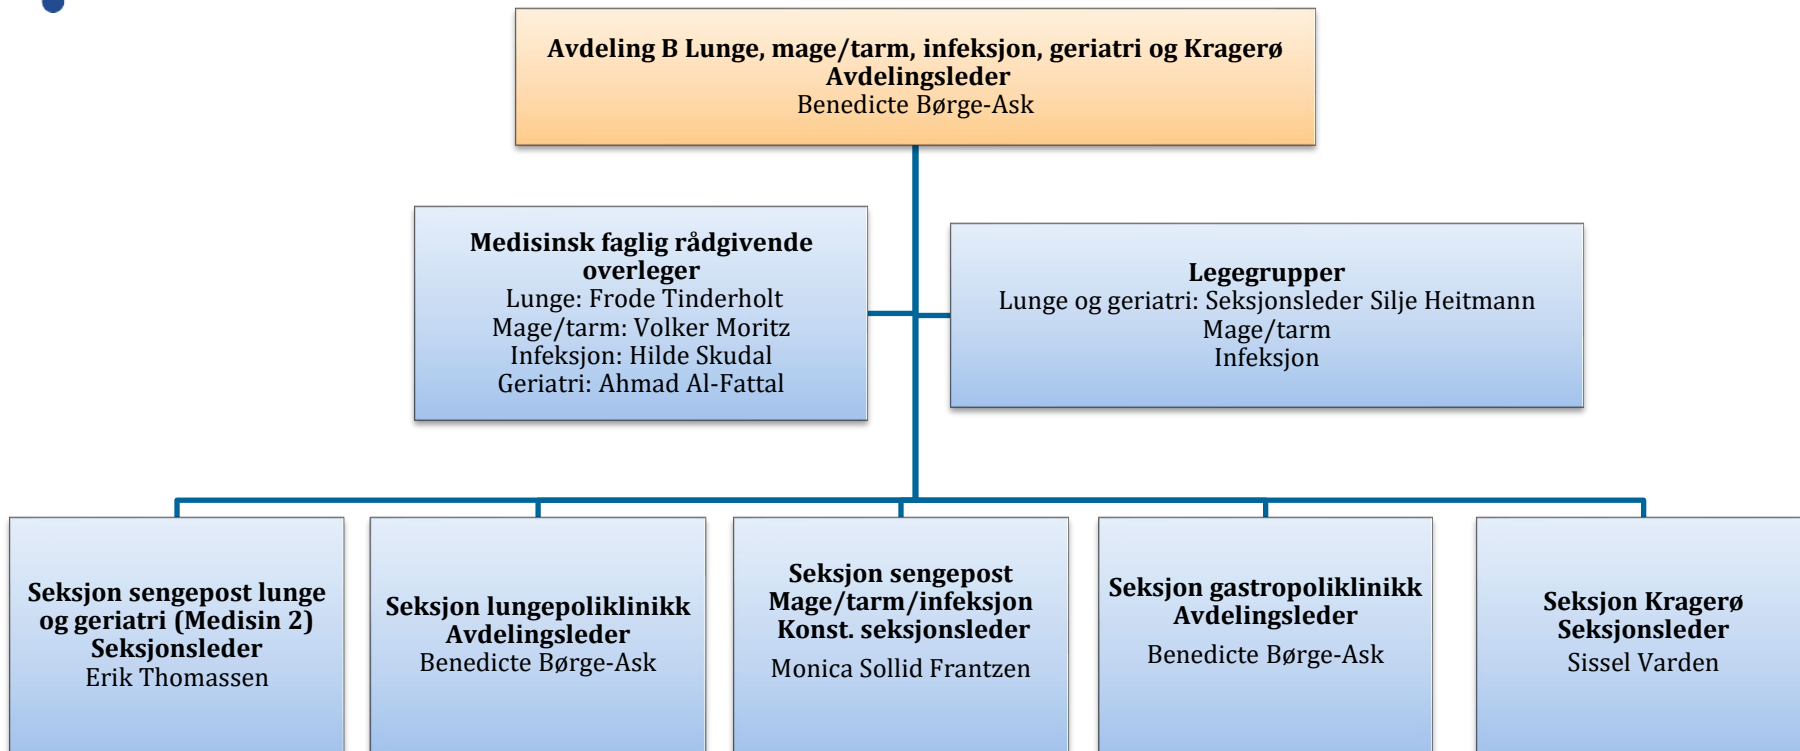 Avdeling B Lunge, mage/tarm, infeksjon, geriatri og Kragerø
Avdelingsleder
Benedicte Børge-Ask
Medisinsk faglig rådgivende
overleger
Lunge: Frode Tinderholt
Mage/tarm: Volker Moritz
Infeksjon: Hilde Skudal
Geriatri: Ahmad Al-Fattal
Legegrupper
Lunge og geriatri: Seksjonsleder Silje Heitmann
Mage/tarm
Infeksjon
Seksjon sengepost lunge
og geriatri (Medisin 2)
Seksjonsleder
Erik Thomassen
Seksjon lungepoliklinikk
Avdelingsleder
Benedicte Børge-Ask
Seksjon sengepost
Mage/tarm/infeksjon
Konst. seksjonsleder
Monica Sollid Frantzen
Seksjon gastropoliklinikk
Avdelingsleder
Benedicte Børge-Ask
Seksjon Kragerø
Seksjonsleder
Sissel Varden